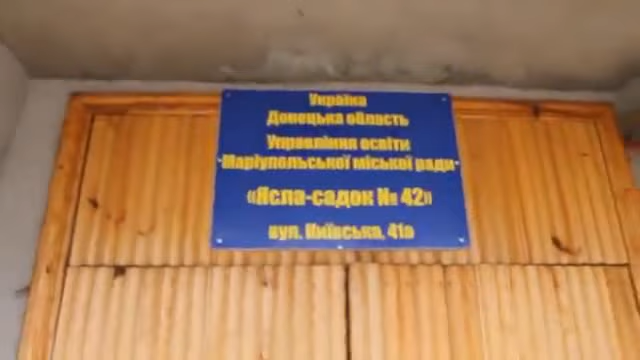 Україна
Донецька область
Управління освіти
Маріупольської міської ради
«Ясла-садок № 42»
вул. Київська, 41а